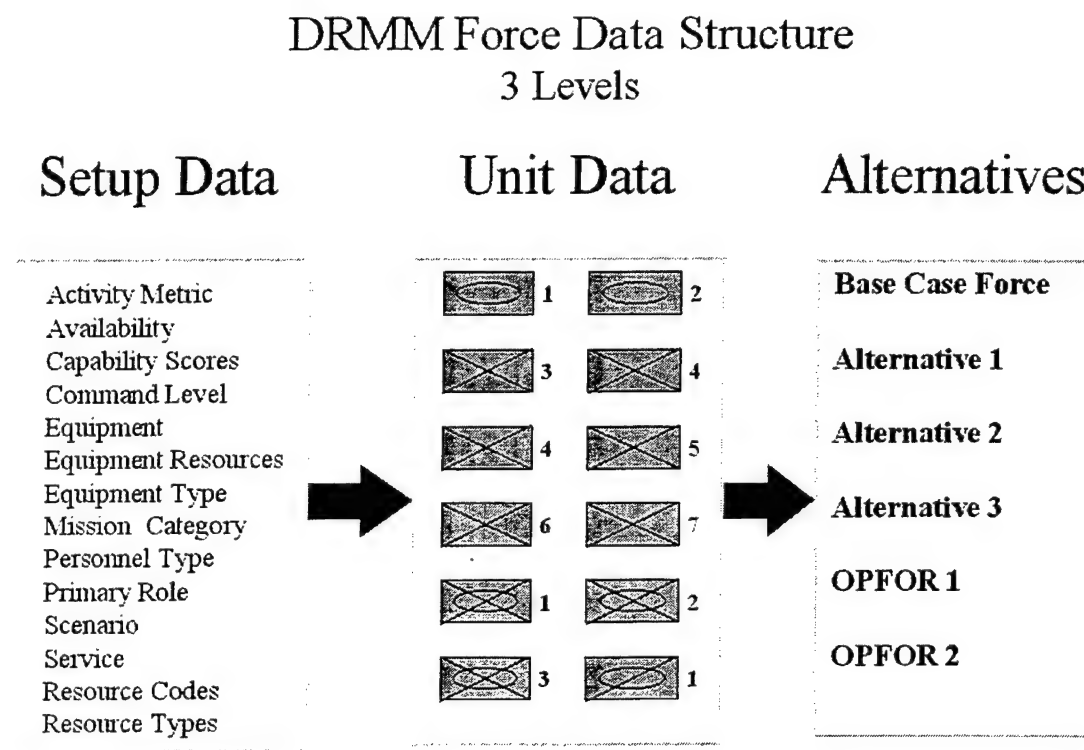 DRMM Force Data Structure
3 Levels
Setup Data
Activity Metric
Availability
Capability Scores
Command Level
Equipment
Equipment Resources
Equipment Type
Mission Category
Personnel Type
Primary Role
Scenario
Service
Resource Codes
Resource Types
Unit Data
1 2
3 4
4 5
6 7
1 2
3 1
Alternatives
Base Case Force
Alternative 1
Alternative 2
Alternative 3
OPFOR 1
OPFOR 2